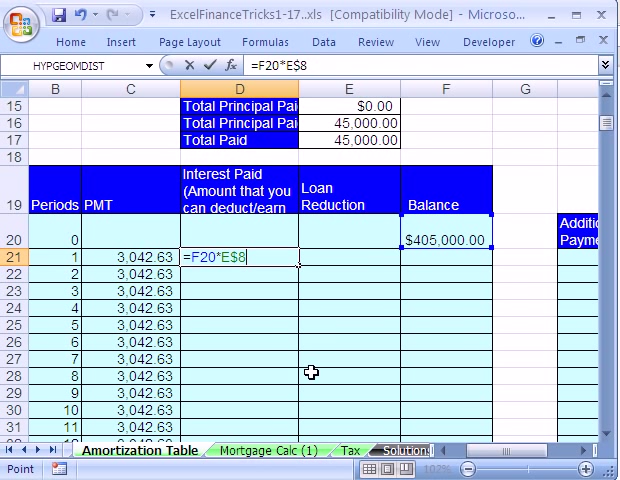 ExcelFinanceTricks1-17..xls [Compatibility Mode] - Microso...
Home Insert Page Layout Formulas Data Review View Developer
HYPGEOMDIST =F20*E$8
B C D E F G
15 Total Principal Pai $0.00
16 Total Principal Pai 45,000.00
17 Total Paid 45,000.00
18
19 Periods PMT Interest Paid (Amount that you can deduct/earn Loan Reduction Balance
20 0 $405,000.00 Additio Payme
21 1 3,042.63 =F20*E$8
22 2 3,042.63
23 3 3,042.63
24 4 3,042.63
25 5 3,042.63
26 6 3,042.63
27 7 3,042.63
28 8 3,042.63
29 9 3,042.63
30 10 3,042.63
31 11 3,042.63
Amortization Table Mortgage Calc (1) Tax Solution
Point 102%